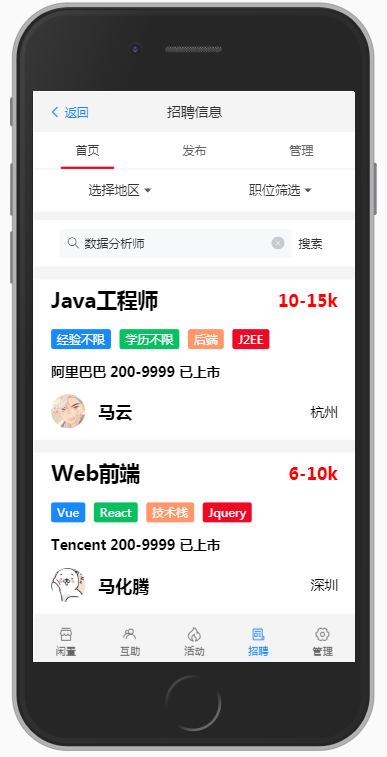 返回 招聘信息
首页 发布 管理
选择地区 职位筛选
数据分析师 搜索
Java工程师 10-15k
经验不限 学历不限 后端 J2EE
阿里巴巴 200-9999 已上市
马云 杭州
Web前端 6-10k
Vue React 技术栈 Jquery
Tencent 200-9999 已上市
马化腾 深圳
闲置 互助 活动 招聘 管理